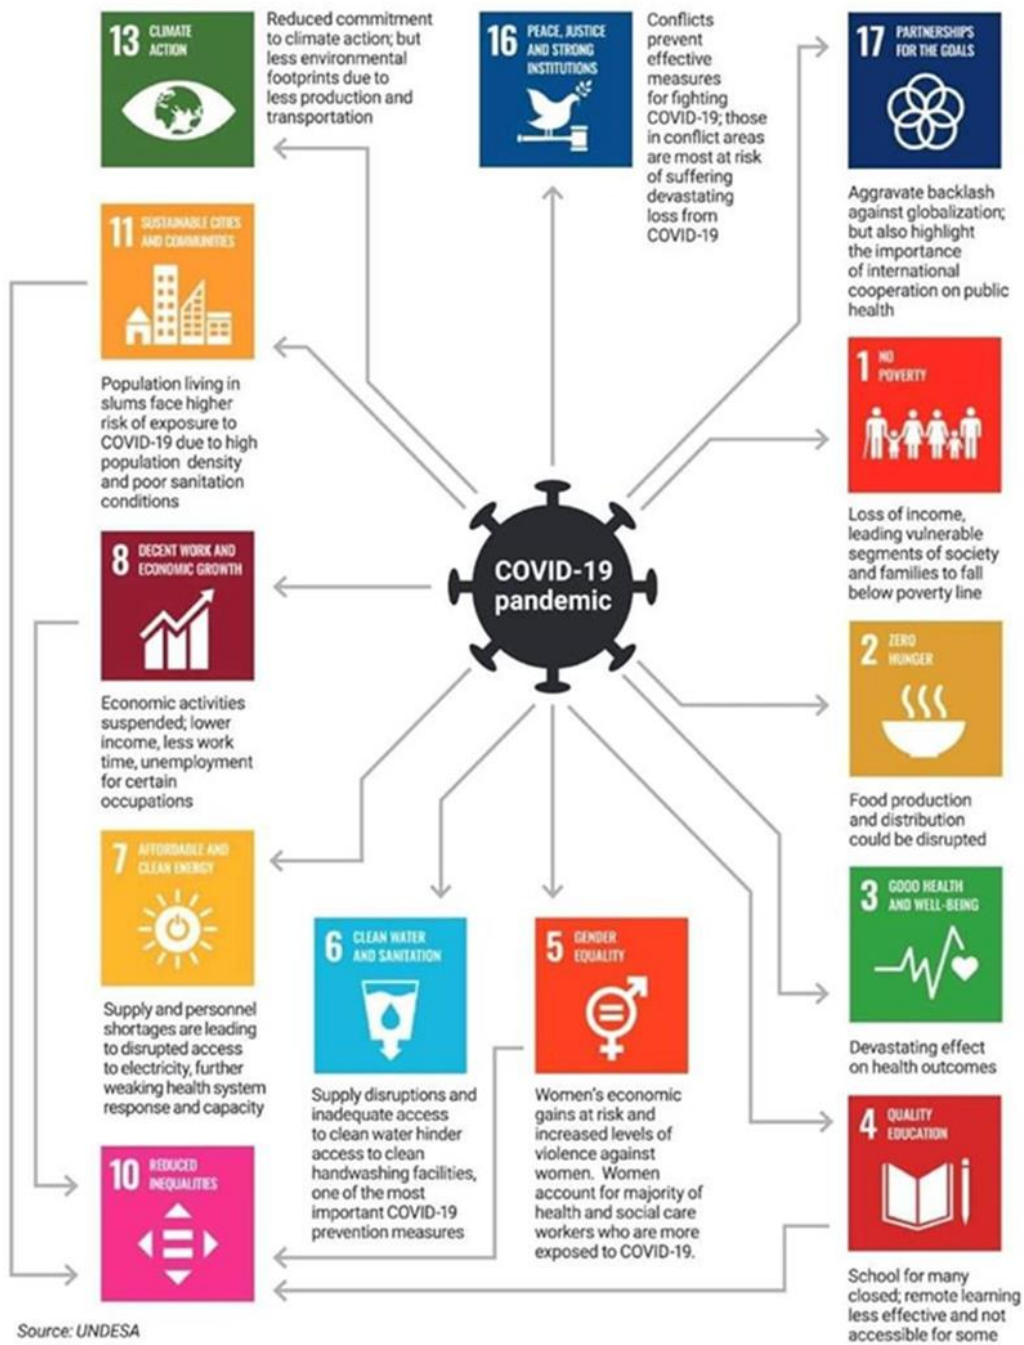 13 CLIMATE
ACTION
Reduced commitment
to climate action; but
less environmental
footprints due to
less production and
transportation
16 PEACE, JUSTICE
AND STRONG
INSTITUTIONS
Conflicts
prevent
effective
measures
for fighting
COVID-19; those
in conflict areas
are most at risk
of suffering
devastating
loss from
COVID-19
17 PARTNERSHIPS
FOR THE GOALS
Aggravate backlash
against globalization;
but also highlight
the importance
of international
cooperation on public
health
11 SUSTAINABLE CITIES
AND COMMUNITIES
Population living in
slums face higher
risk of exposure to
COVID-19 due to high
population density
and poor sanitation
conditions
1 NO
POVERTY
Loss of income,
leading vulnerable
segments of society
and families to fall
below poverty line
COVID-19
pandemic
8 DECENT WORK AND
ECONOMIC GROWTH
Economic activities
suspended; lower
income, less work
time, unemployment
for certain
occupations
2 ZERO
HUNGER
Food production
and distribution
could be disrupted
7 AFFORDABLE AND
CLEAN ENERGY
Supply and personnel
shortages are leading
to disrupted access
to electricity, further
weaking health system
response and capacity
3 GOOD HEALTH
AND WELL-BEING
Devastating effect
on health outcomes
6 CLEAN WATER
AND SANITATION
Supply disruptions and
inadequate access
to clean water hinder
access to clean
handwashing facilities,
one of the most
important COVID-19
prevention measures
5 GENDER
EQUALITY
Women's economic
gains at risk and
increased levels of
violence against
women. Women
account for majority of
health and social care
workers who are more
exposed to COVID-19.
4 QUALITY
EDUCATION
School for many
closed; remote learning
less effective and not
accessible for some
10 REDUCED
INEQUALITIES
Source: UNDESA